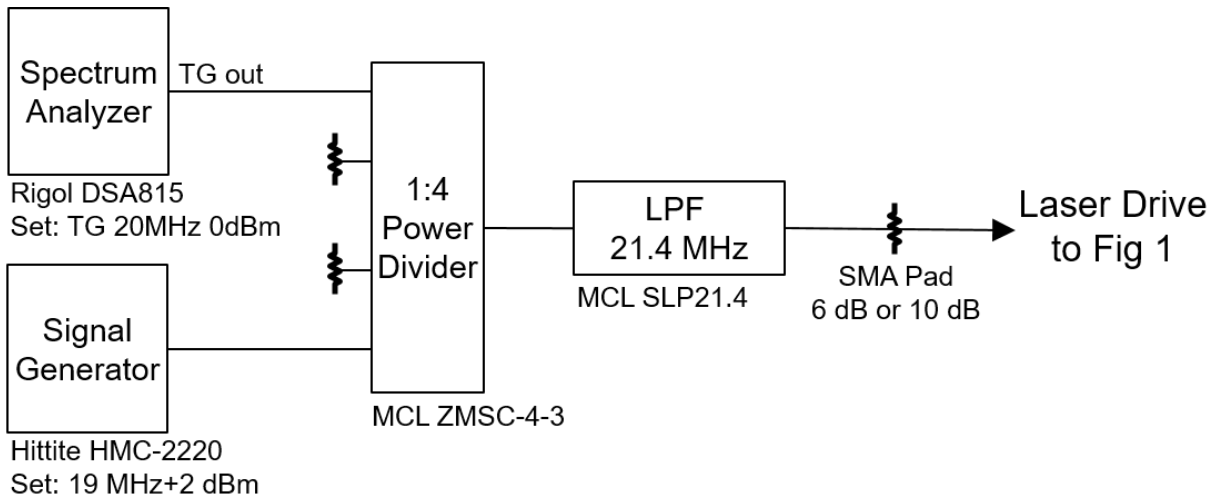 Spectrum
Analyzer
TG out
Rigol DSA815
Set: TG 20MHz 0dBm
Signal
Generator
Hittite HMC-2220
Set: 19 MHz+2 dBm
1:4
Power
Divider
MCL ZMSC-4-3
LPF
21.4 MHz
MCL SLP21.4
SMA Pad
6 dB or 10 dB
Laser Drive
to Fig 1